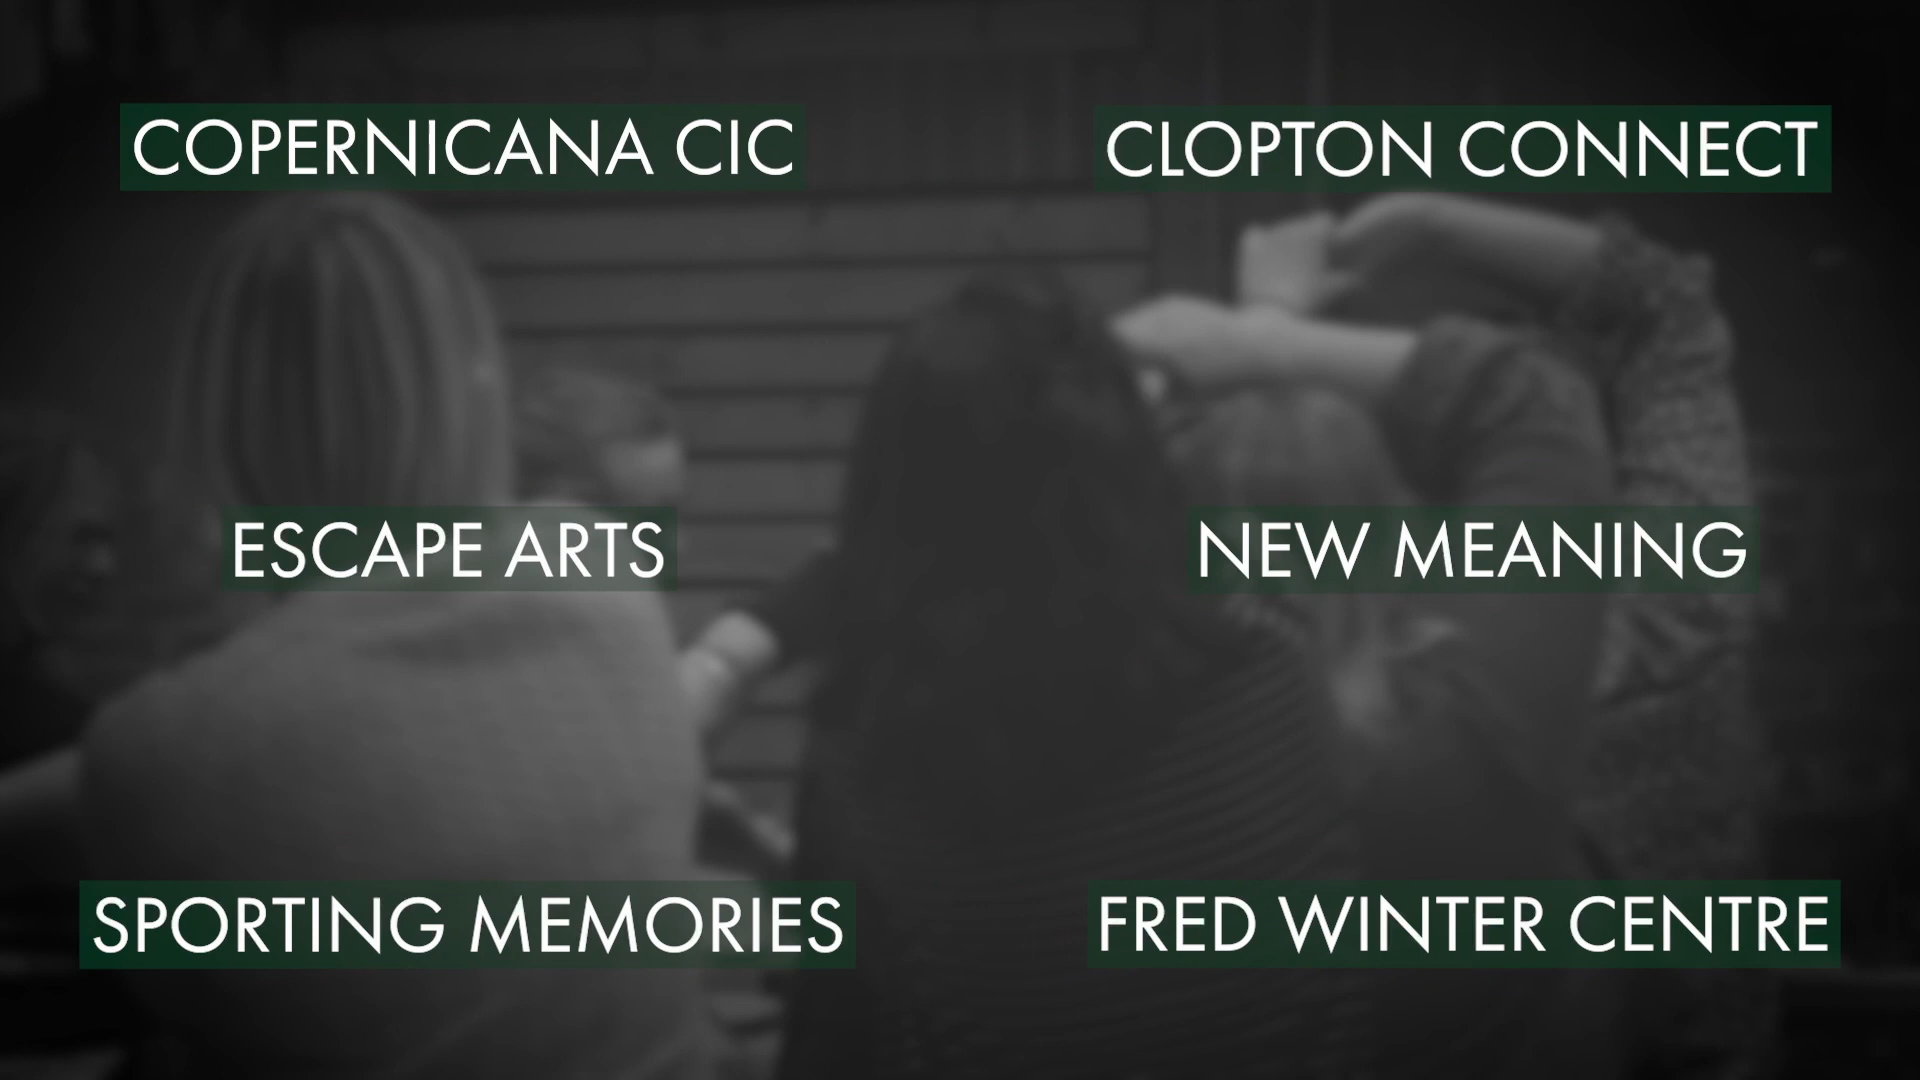 COPERNICANA CIC
CLOPTON CONNECT
ESCAPE ARTS
NEW MEANING
SPORTING MEMORIES
FRED WINTER CENTRE